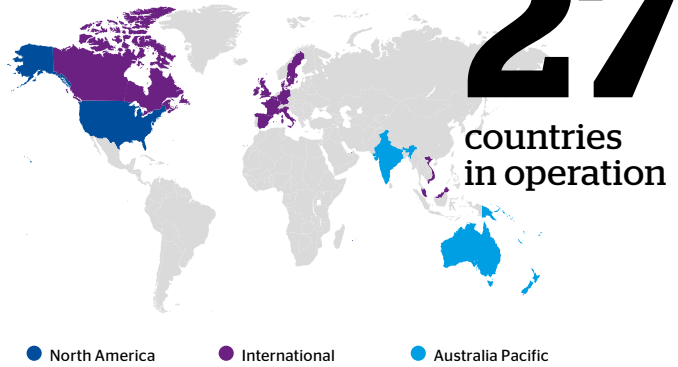 27
countries
in operation
North America
International
Australia Pacific